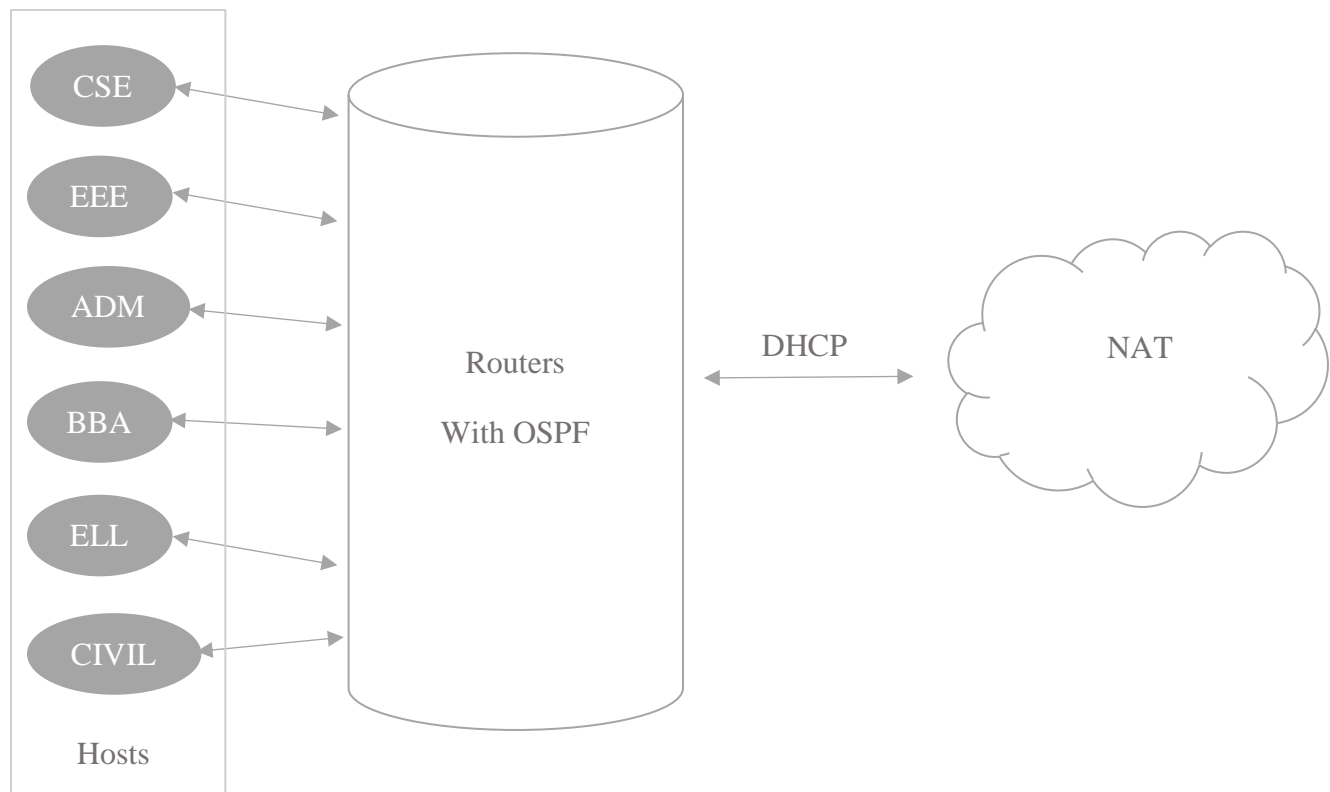 CSE
EEE
ADM
BBA
ELL
CIVIL
Hosts
Routers
With OSPF
DHCP
NAT